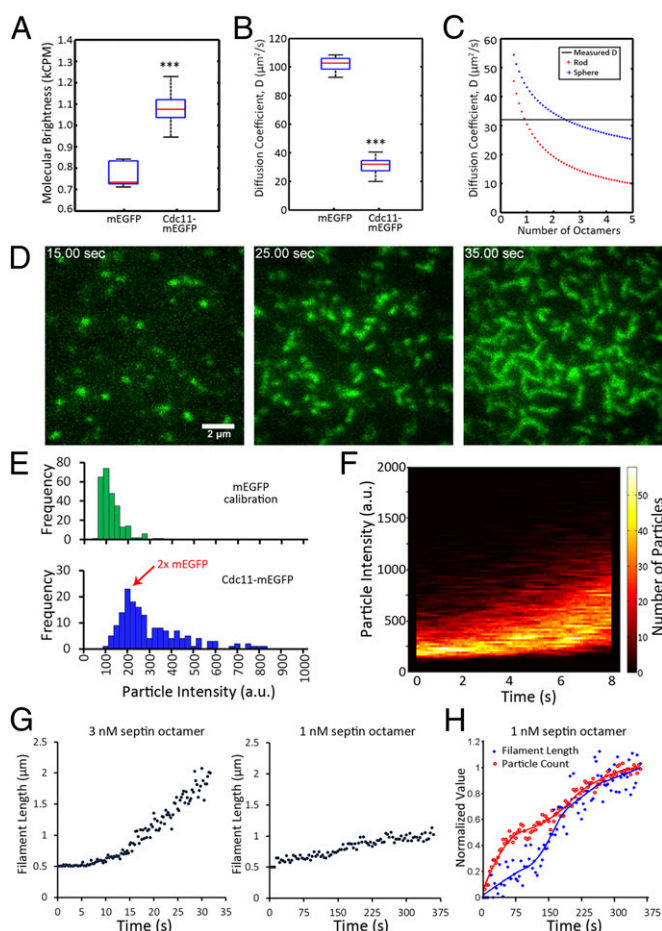 A
Molecular Brightness (kCPM)
1.4
1.3
1.2
1.1
1.0
0.9
0.8
0.7
0.6
***
mEGFP
Cdc11-
mEGFP
B
Diffusion Coefficient, D (µm²/s)
120
100
80
60
40
20
0
***
mEGFP
Cdc11-
mEGFP
C
Diffusion Coefficient, D (µm²/s)
60
50
40
30
20
10
0
Measured D
Rod
Sphere
0 1 2 3 4 5
Number of Octamers
D
15.00 sec
2 µm
25.00 sec
35.00 sec
E
Frequency
80
60
40
20
0
mEGFP
calibration
Frequency
30
20
10
0
2x mEGFP
Cdc11-mEGFP
0 100 200 300 400 500 600 700 800 900 1000
Particle Intensity (a.u.)
F
Particle Intensity (a.u.)
2000
1500
1000
500
0
0 2 4 6 8
Time (s)
50
40
30
20
10
0
Number of Particles
G
3 nM septin octamer
Filament Length (µm)
2.5
2
1.5
1
0.5
0
0 5 10 15 20 25 30 35
Time (s)
1 nM septin octamer
Filament Length (µm)
2.5
2
1.5
1
0.5
0
0 75 150 225 300 375
Time (s)
H
1 nM septin octamer
Normalized Value
1.2
1
0.8
0.6
0.4
0.2
0
Filament Length
Particle Count
0 75 150 225 300 375
Time (s)